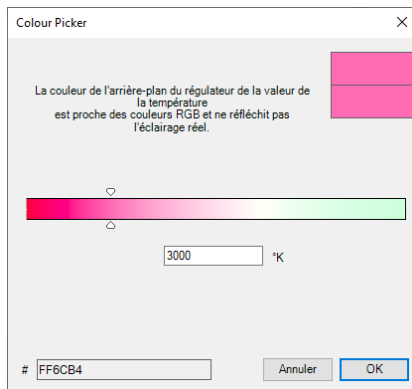 Colour Picker
La couleur de l'arrière-plan du régulateur de la valeur de
la température
est proche des couleurs RGB et ne réfléchit pas
l'éclairage réel.
3000 °K
# FF6CB4 Annuler OK